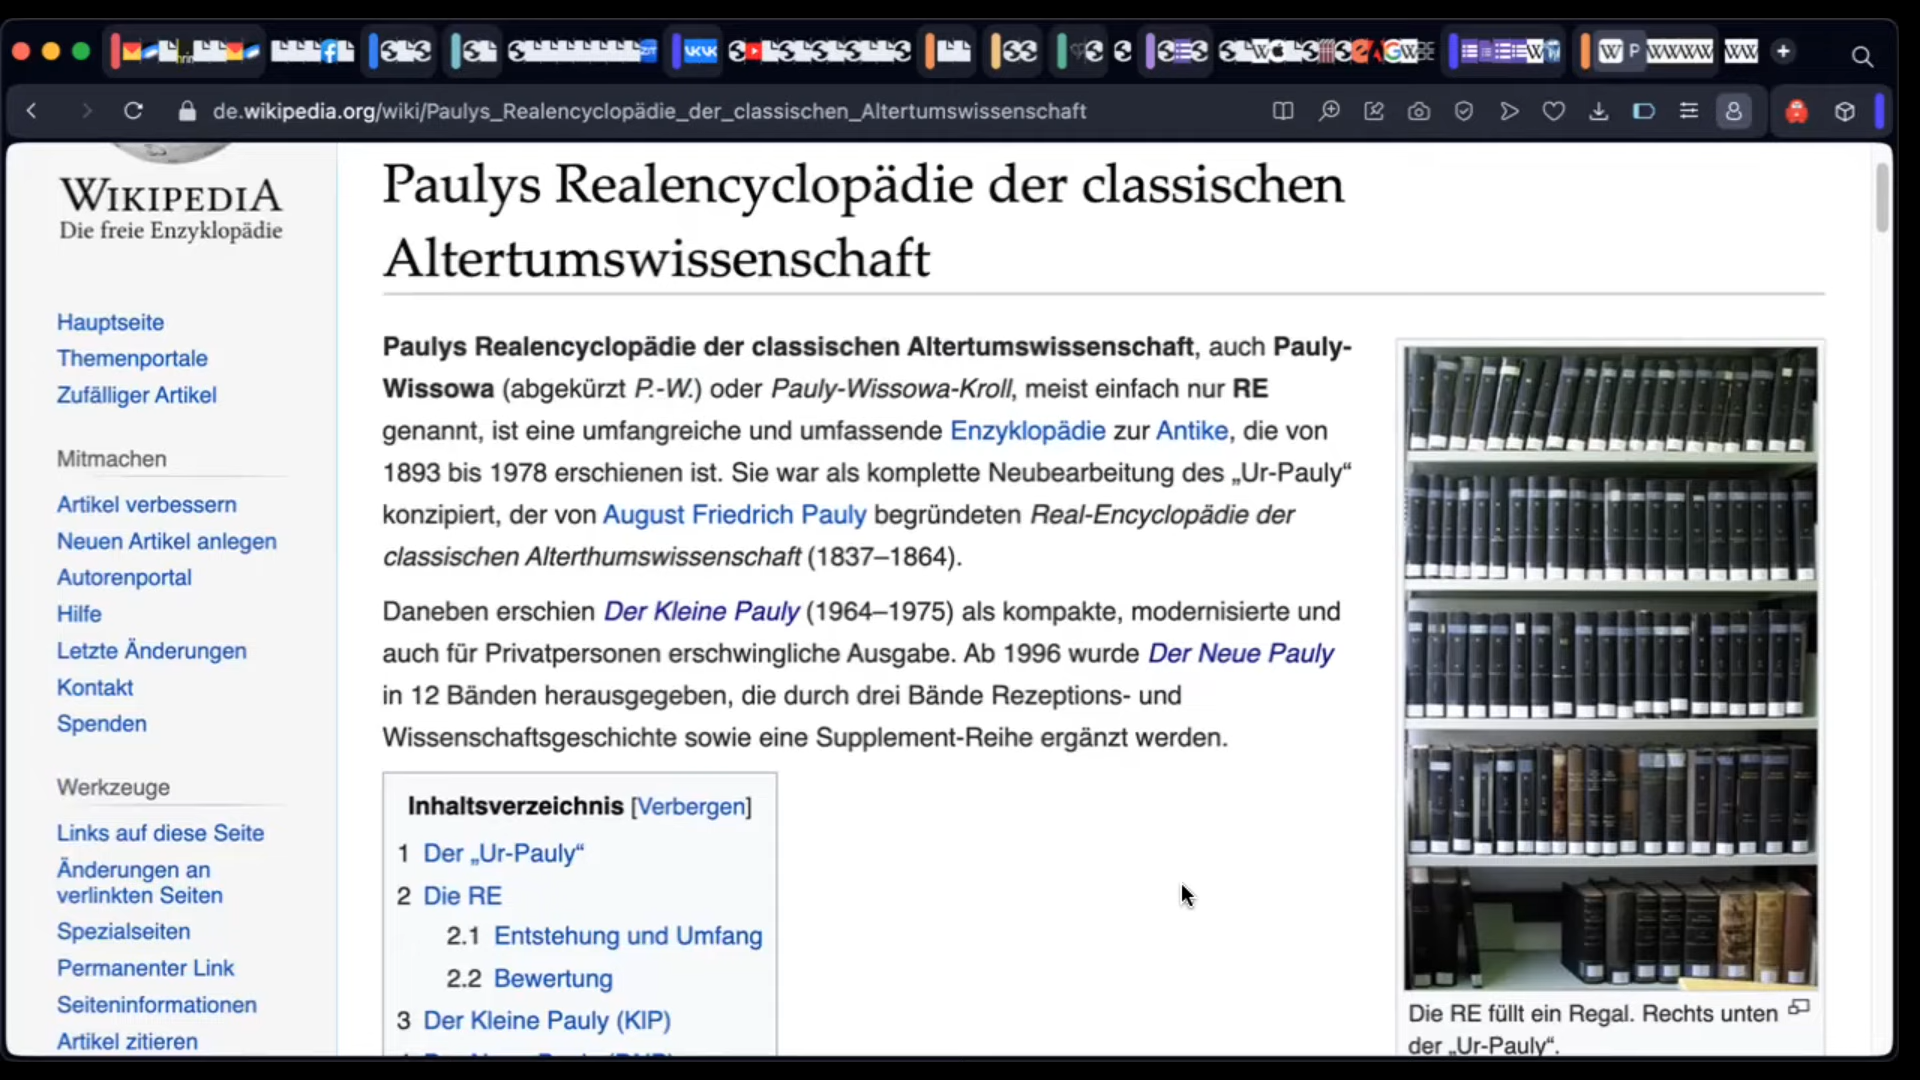 de.wikipedia.org/wiki/Paulys_Realencyclopädie_der_classischen_Altertumswissenschaft
WIKIPEDIA
Die freie Enzyklopädie
Hauptseite
Themenportale
Zufälliger Artikel
Mitmachen
Artikel verbessern
Neuen Artikel anlegen
Autorenportal
Hilfe
Letzte Änderungen
Kontakt
Spenden
Werkzeuge
Links auf diese Seite
Änderungen an
verlinkten Seiten
Spezialseiten
Permanenter Link
Seiteninformationen
Artikel zitieren
Paulys Realencyclopädie der classischen
Altertumswissenschaft
Paulys Realencyclopädie der classischen Altertumswissenschaft, auch Pauly-
Wissowa (abgekürzt P.-W.) oder Pauly-Wissowa-Kroll, meist einfach nur RE
genannt, ist eine umfangreiche und umfassende Enzyklopädie zur Antike, die von
1893 bis 1978 erschienen ist. Sie war als komplette Neubearbeitung des „Ur-Pauly“
konzipiert, der von August Friedrich Pauly begründeten Real-Encyclopädie der
classischen Alterthumswissenschaft (1837–1864).
Daneben erschien Der Kleine Pauly (1964–1975) als kompakte, modernisierte und
auch für Privatpersonen erschwingliche Ausgabe. Ab 1996 wurde Der Neue Pauly
in 12 Bänden herausgegeben, die durch drei Bände Rezeptions- und
Wissenschaftsgeschichte sowie eine Supplement-Reihe ergänzt werden.
Inhaltsverzeichnis [Verbergen]
1 Der „Ur-Pauly“
2 Die RE
2.1 Entstehung und Umfang
2.2 Bewertung
3 Der Kleine Pauly (KlP)
Die RE füllt ein Regal. Rechts unten
der „Ur-Pauly“.